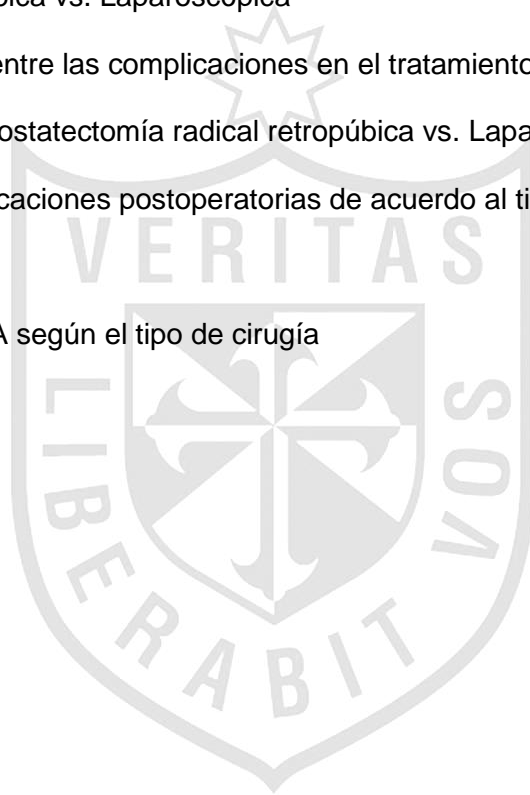 bica vs. Laparoscópica
entre las complicaciones en el tratamiento
ostatectomía radical retropúbica vs. Lapa
caciones postoperatorias de acuerdo al ti
A según el tipo de cirugía
VERITAS
LIBERABIT
VOS